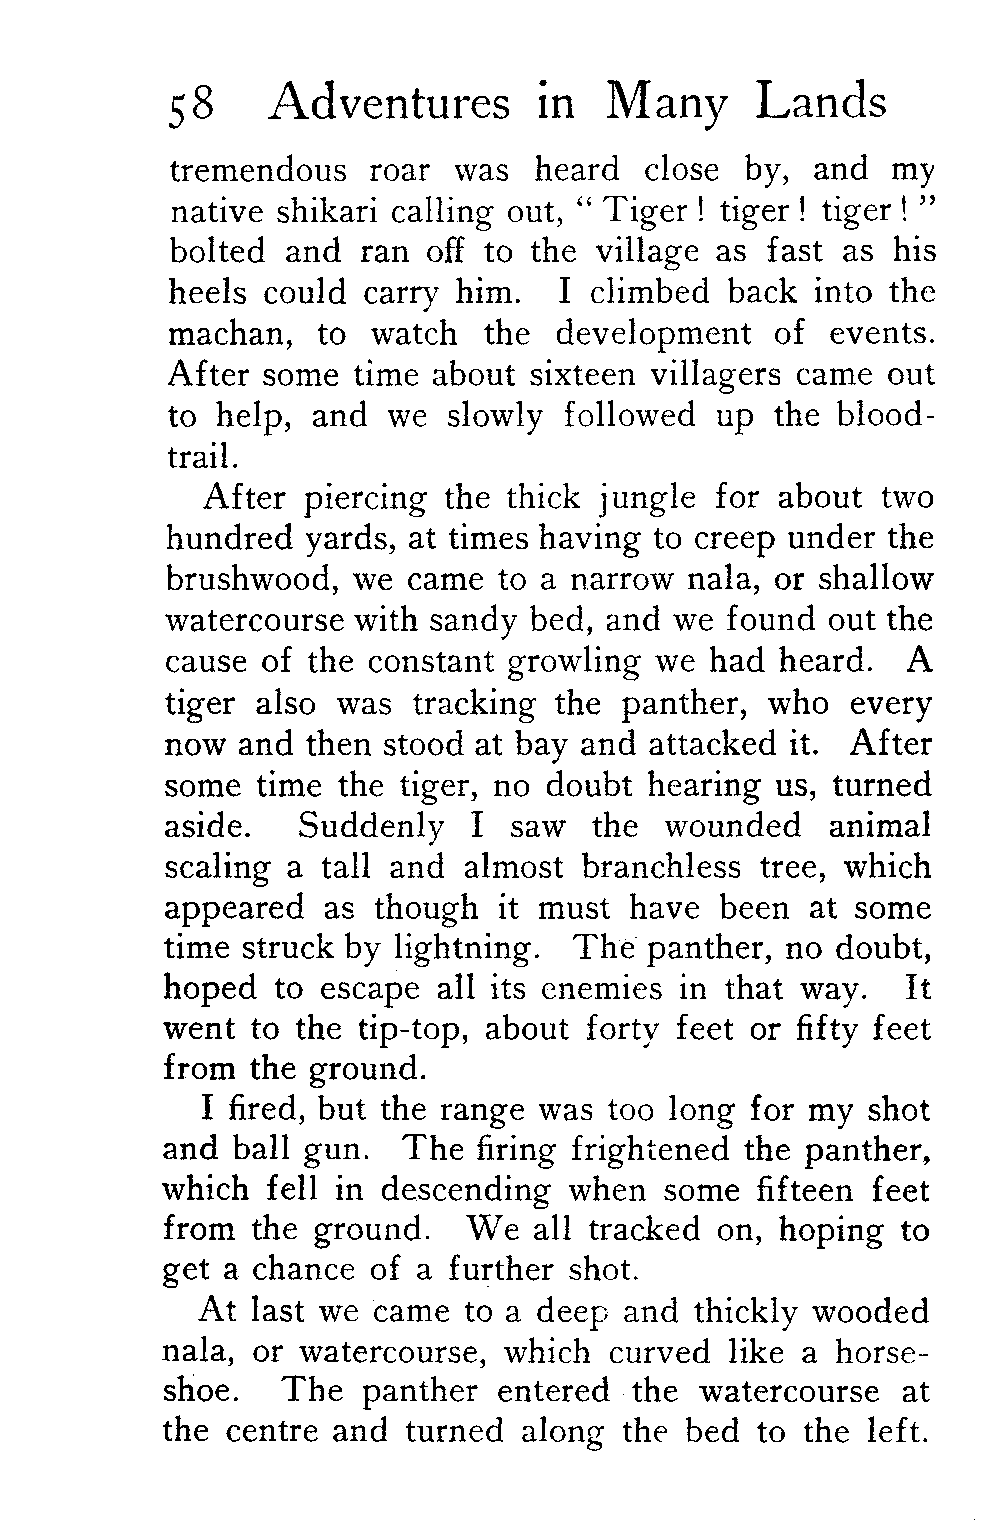 58 Adventures in Many Lands
tremendous roar was heard close by, and my
native shikari calling out, “ Tiger ! tiger ! tiger ! ”
bolted and ran off to the village as fast as his
heels could carry him. I climbed back into the
machan, to watch the development of events.
After some time about sixteen villagers came out
to help, and we slowly followed up the blood-
trail.
After piercing the thick jungle for about two
hundred yards, at times having to creep under the
brushwood, we came to a narrow nala, or shallow
watercourse with sandy bed, and we found out the
cause of the constant growling we had heard. A
tiger also was tracking the panther, who every
now and then stood at bay and attacked it. After
some time the tiger, no doubt hearing us, turned
aside. Suddenly I saw the wounded animal
scaling a tall and almost branchless tree, which
appeared as though it must have been at some
time struck by lightning. The panther, no doubt,
hoped to escape all its enemies in that way. It
went to the tip-top, about forty feet or fifty feet
from the ground.
I fired, but the range was too long for my shot
and ball gun. The firing frightened the panther,
which fell in descending when some fifteen feet
from the ground. We all tracked on, hoping to
get a chance of a further shot.
At last we came to a deep and thickly wooded
nala, or watercourse, which curved like a horse-
shoe. The panther entered the watercourse at
the centre and turned along the bed to the left.